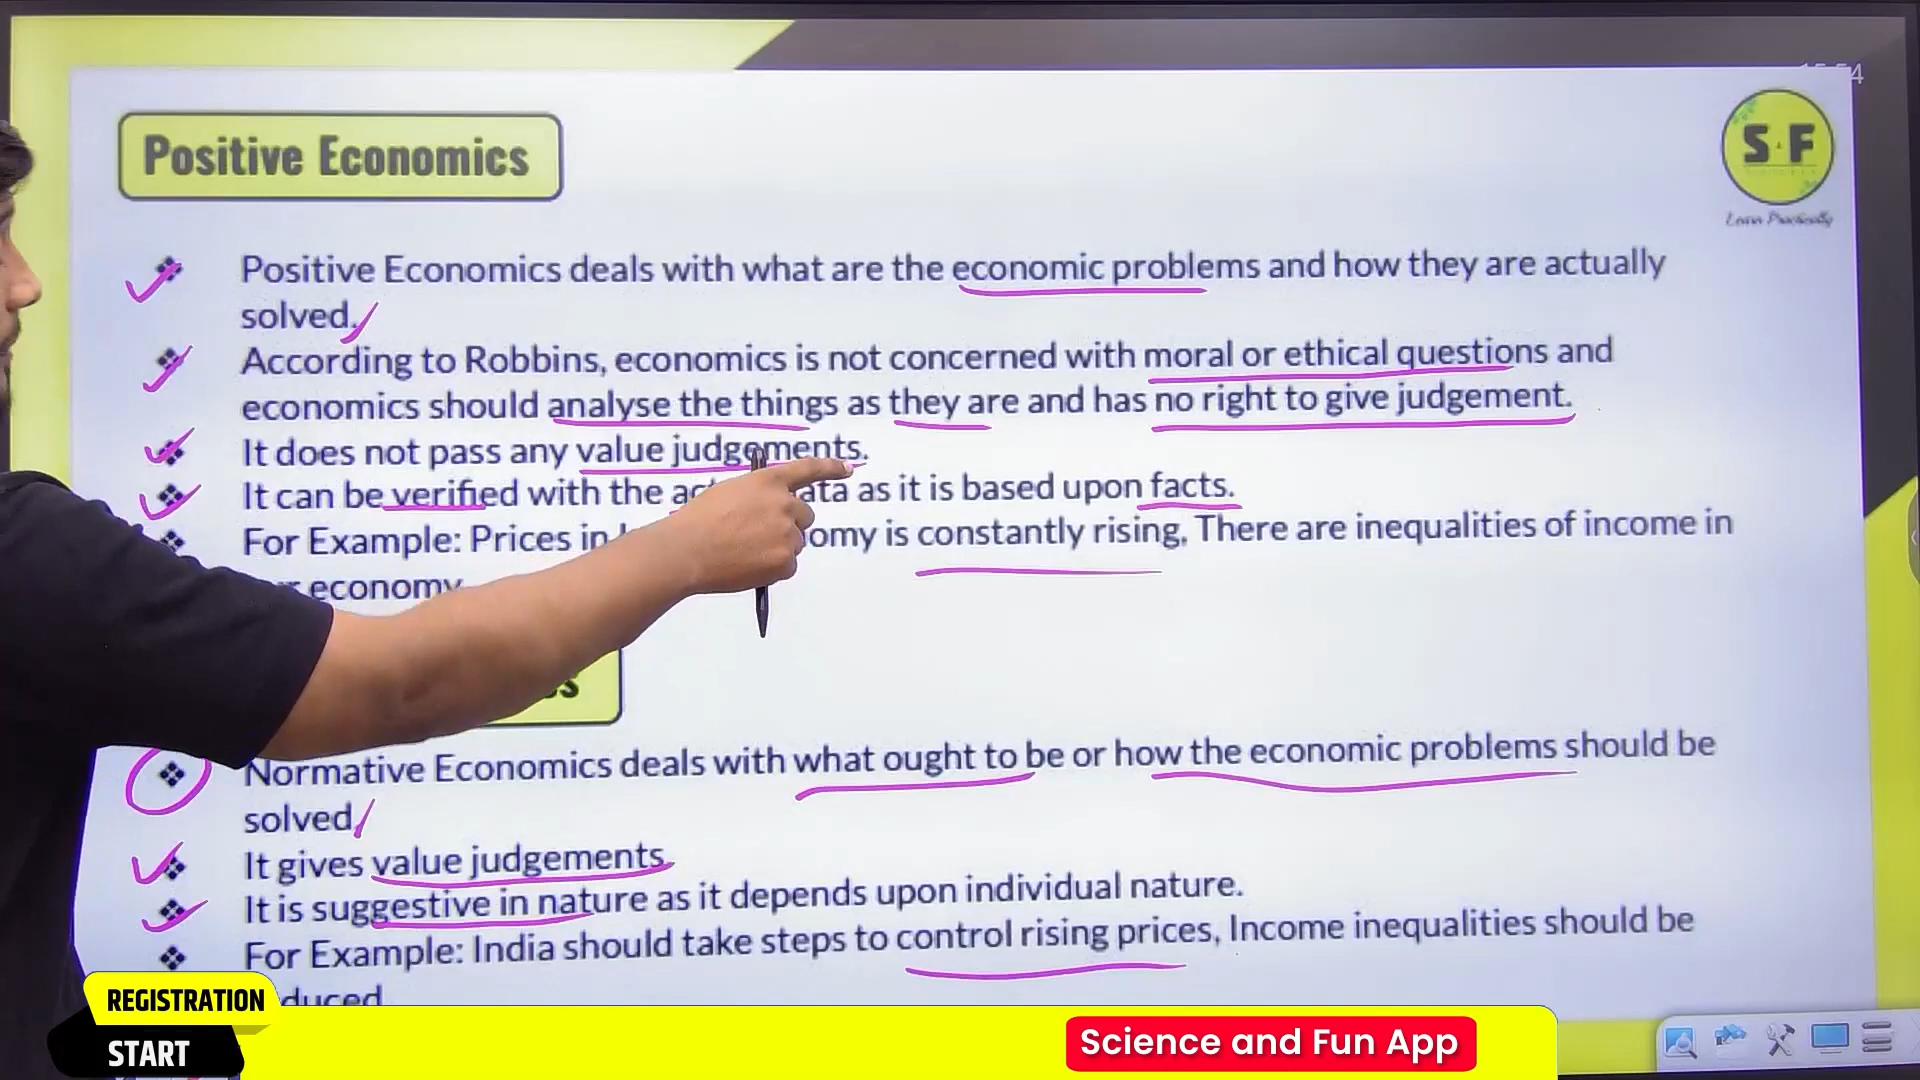 Positive Economics
S F
Learn Practically
Positive Economics deals with what are the economic problems and how they are actually
solved.
According to Robbins, economics is not concerned with moral or ethical questions and
economics should analyse the things as they are and has no right to give judgement.
It does not pass any value judgements.
It can be verified with the ata as it is based upon facts.
For Example: Prices in omy is constantly rising, There are inequalities of income in
economy
Normative Economics deals with what ought to be or how the economic problems should be
solved
It gives value judgements.
It is suggestive in nature as it depends upon individual nature.
For Example: India should take steps to control rising prices, Income inequalities should be
duced
REGISTRATION
START
Science and Fun App